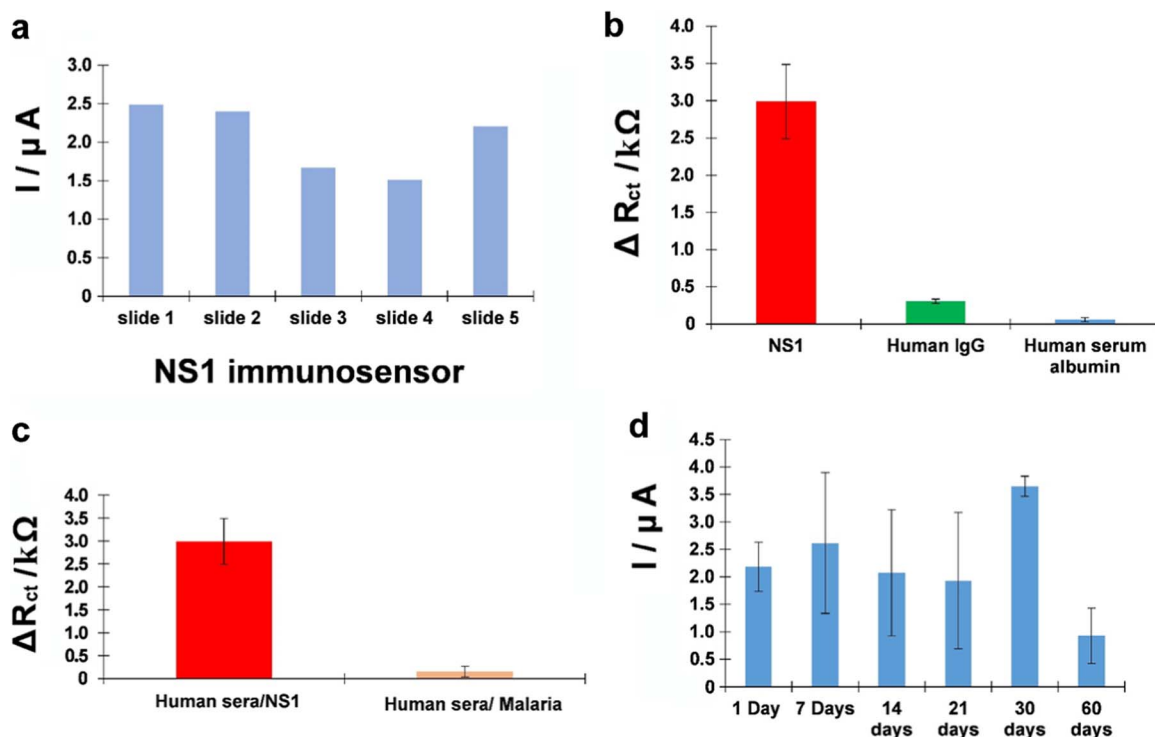 a
3.0
2.5
2.0
1.5
1.0
0.5
0
I / µ A
slide 1 slide 2 slide 3 slide 4 slide 5
NS1 immunosensor
b
4.0
3.5
3.0
2.5
2.0
1.5
1.0
0.5
0
Δ Rct /kΩ
NS1 Human IgG Human serum
albumin
c
4.0
3.5
3.0
2.5
2.0
1.5
1.0
0.5
0
ΔRct /kΩ
Human sera/NS1 Human sera/ Malaria
d
4.5
4.0
3.5
3.0
2.5
2.0
1.5
1.0
0.5
0
I / µ A
1 Day 7 Days 14 21 30 60
days days days days